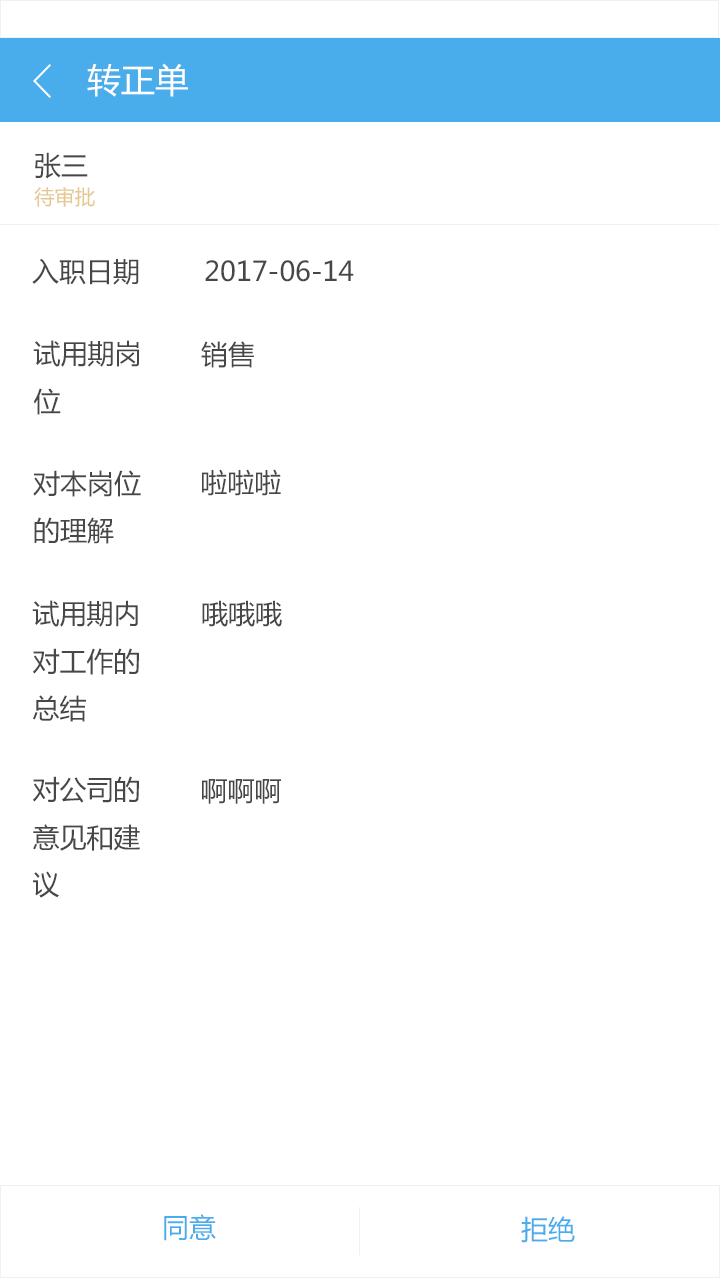 转正单
张三
待审批
入职日期 2017-06-14
试用期岗 销售
位
对本岗位 啦啦啦
的理解
试用期内 哦哦哦
对工作的
总结
对公司的 啊啊啊
意见和建
议
同意 拒绝